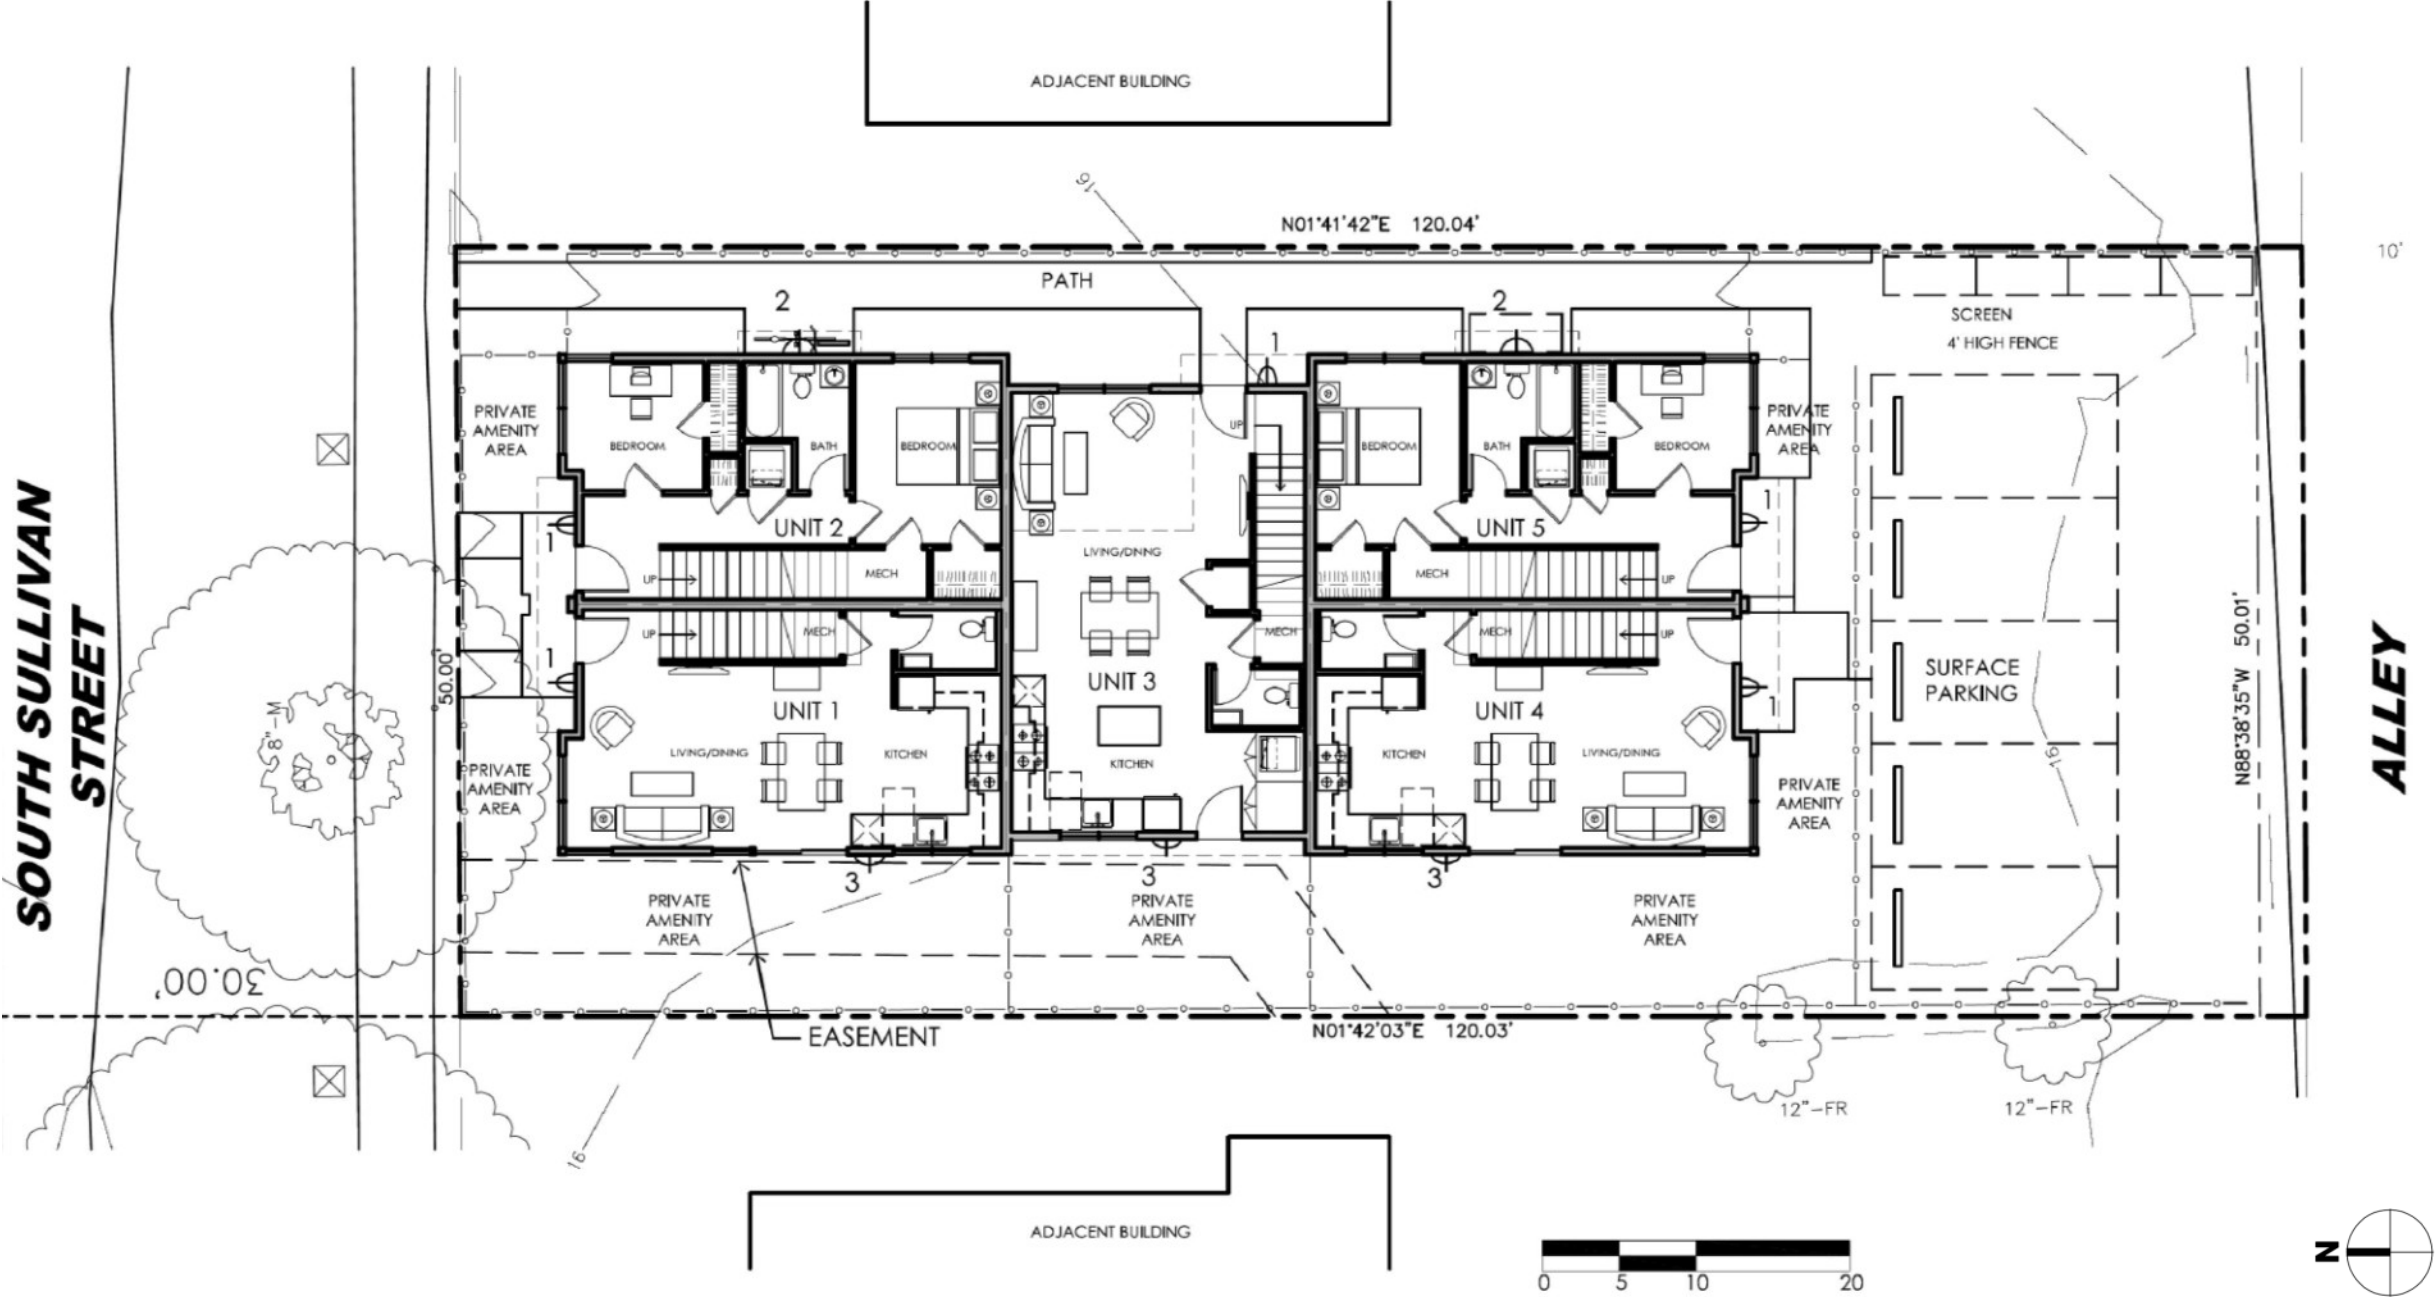 ADJACENT BUILDING
16
N01°41'42"E 120.04'
10'
PATH
2
2
1
SCREEN
4' HIGH FENCE
PRIVATE
AMENITY
AREA
BEDROOM
BATH
BEDROOM
UP
BEDROOM
BATH
BEDROOM
PRIVATE
AMENITY
AREA
1
UNIT 2
UNIT 5
1
LIVING/DINING
UP
MECH
MECH
UP
SOUTH SULLIVAN
STREET
50.00'
1
UP
MECH
MECH
MECH
UP
8"-M
UNIT 1
UNIT 3
UNIT 4
1
SURFACE
PARKING
N88°38'35"W 50.01'
ALLEY
PRIVATE
AMENITY
AREA
LIVING/DINING
KITCHEN
KITCHEN
KITCHEN
LIVING/DINING
PRIVATE
AMENITY
AREA
16
3
3
3
PRIVATE
AMENITY
AREA
PRIVATE
AMENITY
AREA
PRIVATE
AMENITY
AREA
30.00'
EASEMENT
N01°42'03"E 120.03'
12"-FR
12"-FR
16
ADJACENT BUILDING
0 5 10 20
N